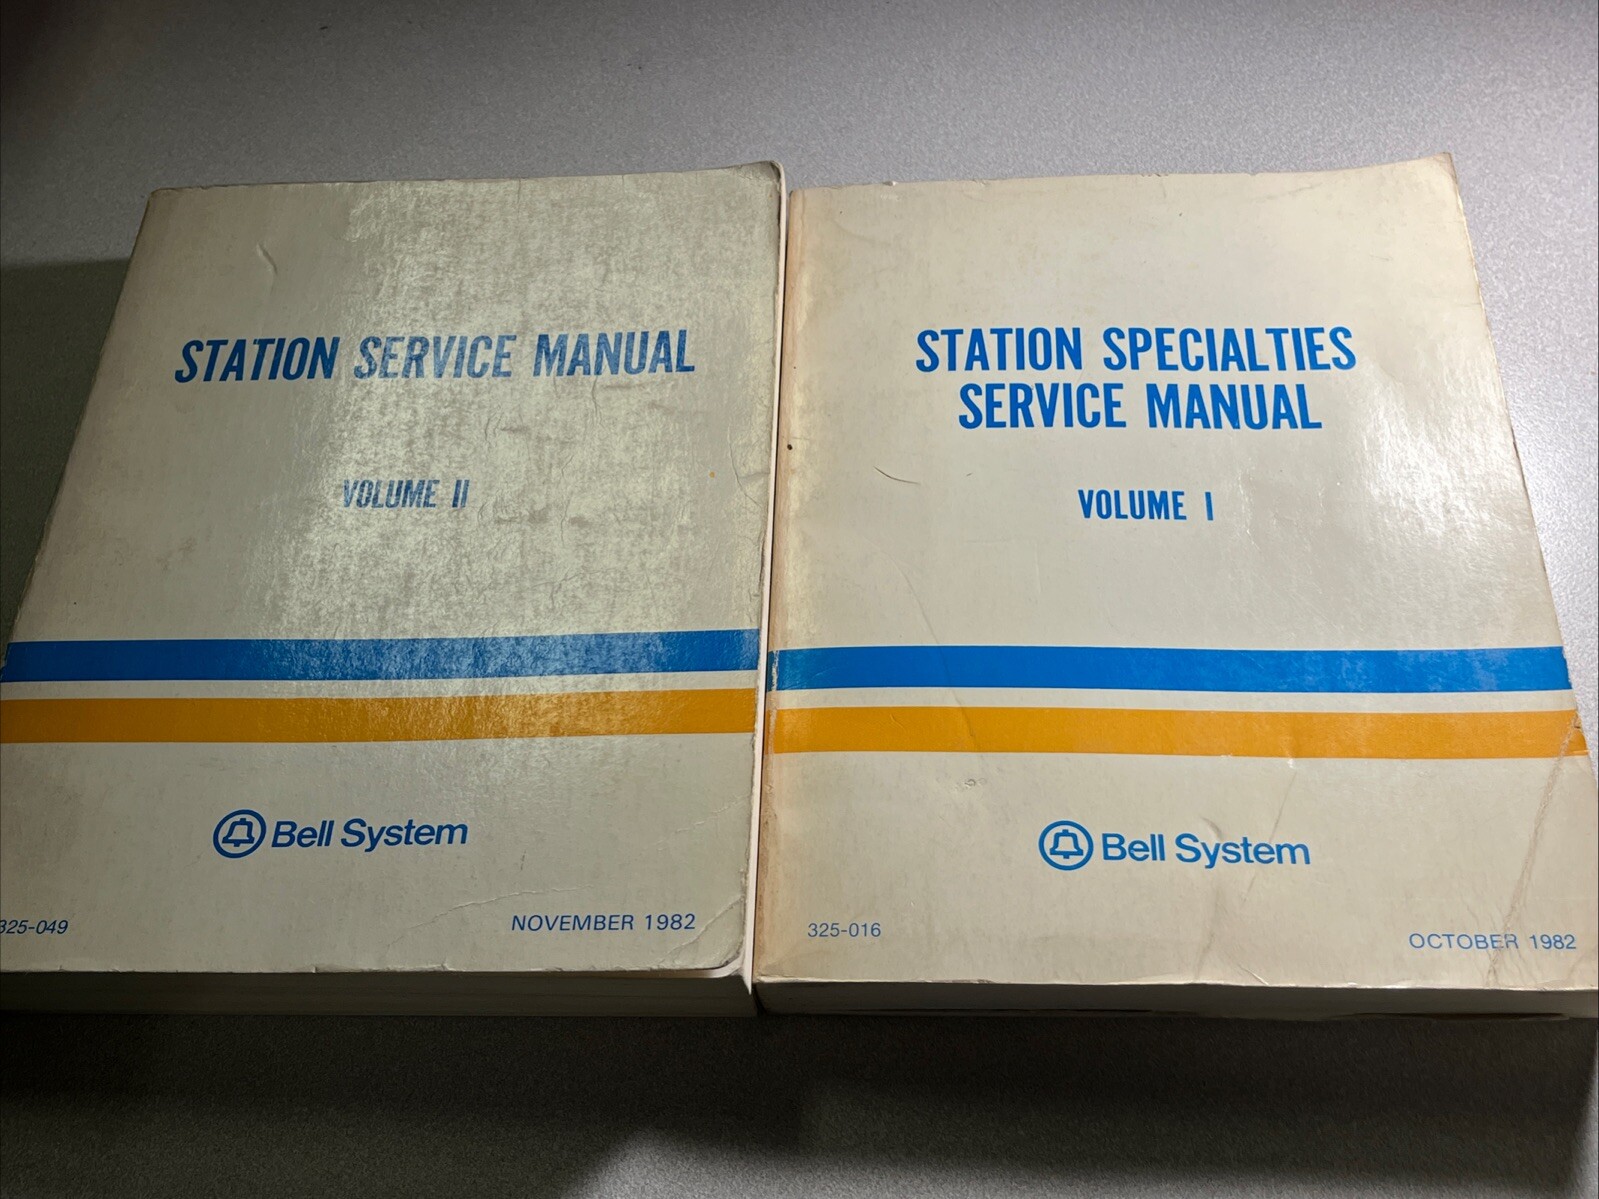 STATION SERVICE MANUAL
VOLUME II
Bell System
325-049
NOVEMBER 1982
STATION SPECIALTIES
SERVICE MANUAL
VOLUME I
Bell System
325-016
OCTOBER 1982